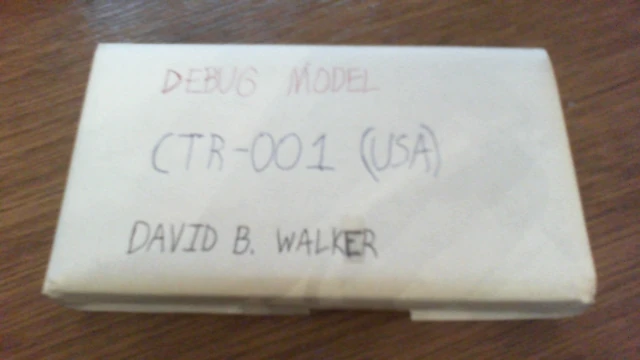 DEBUG MODEL
CTR-001 (USA)
DAVID B. WALKER